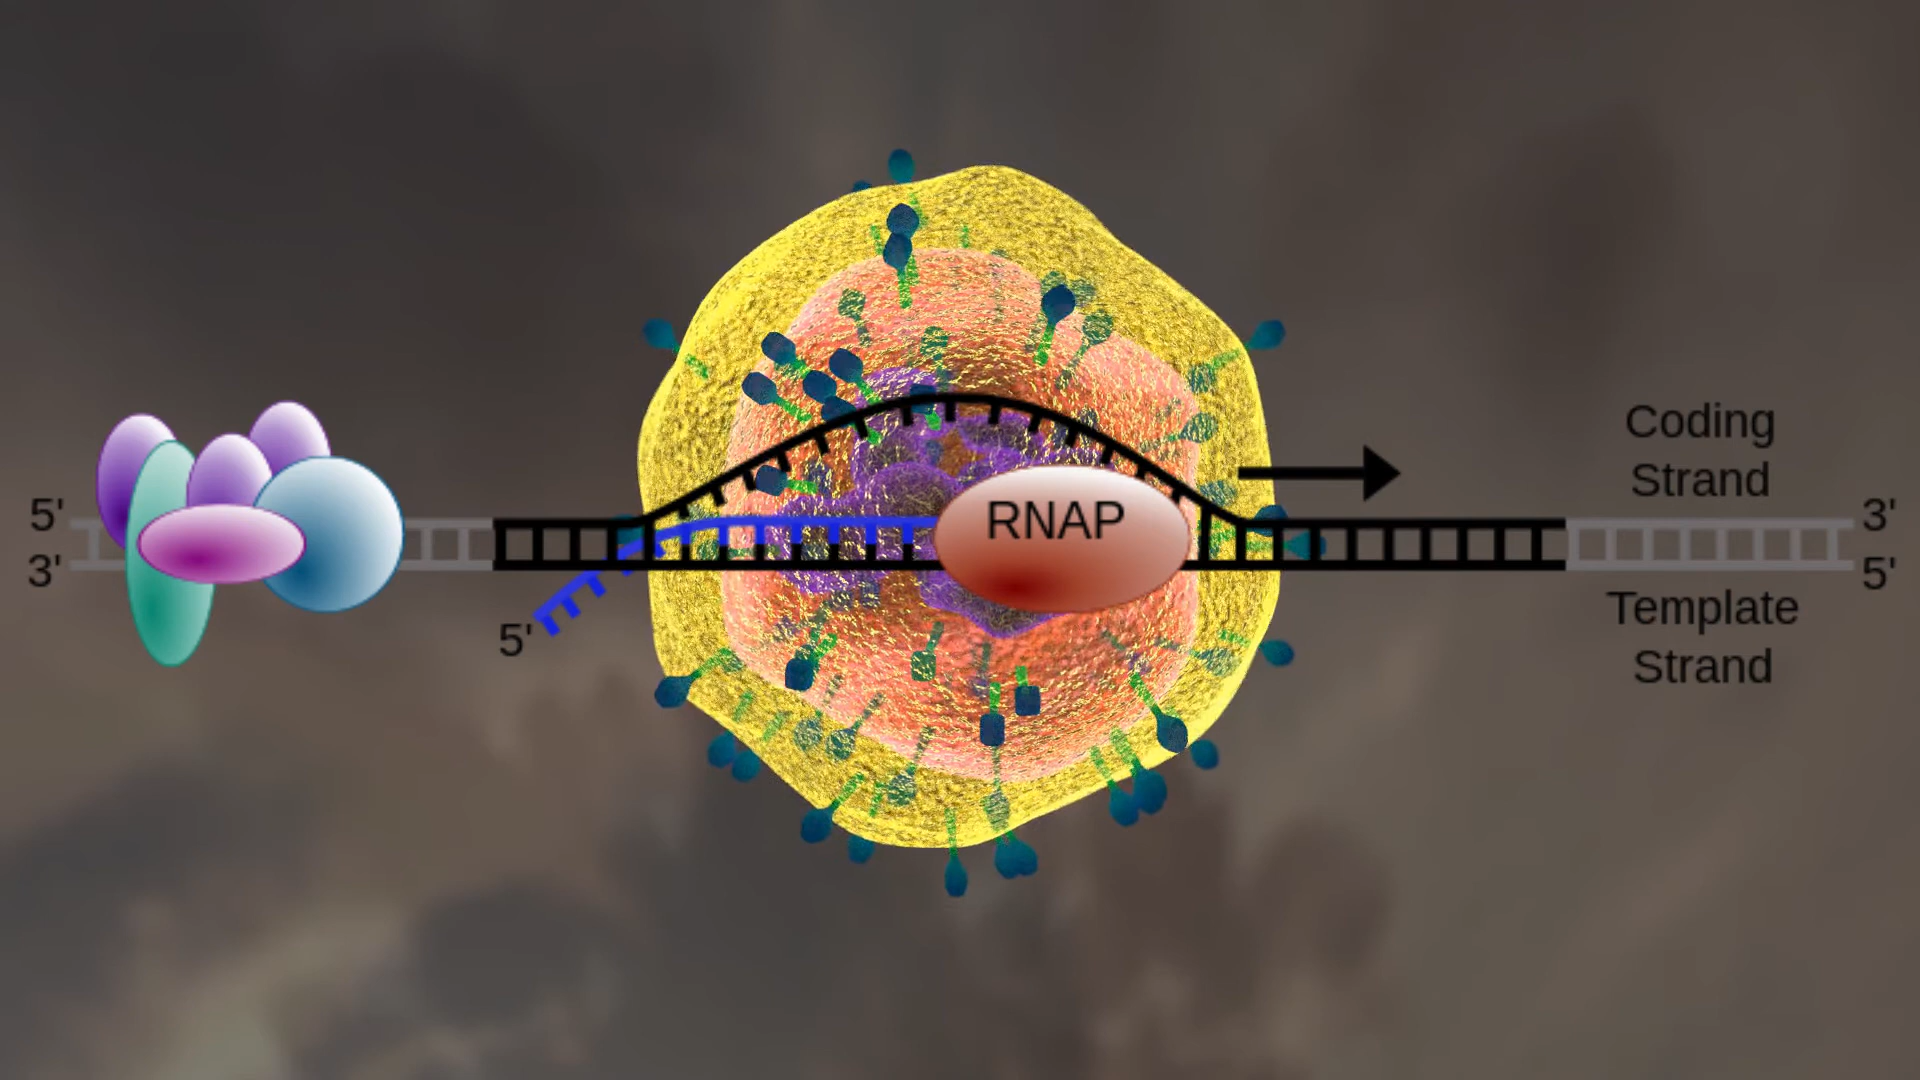 5'
3'
5'
RNAP
Coding
Strand
3'
5'
Template
Strand